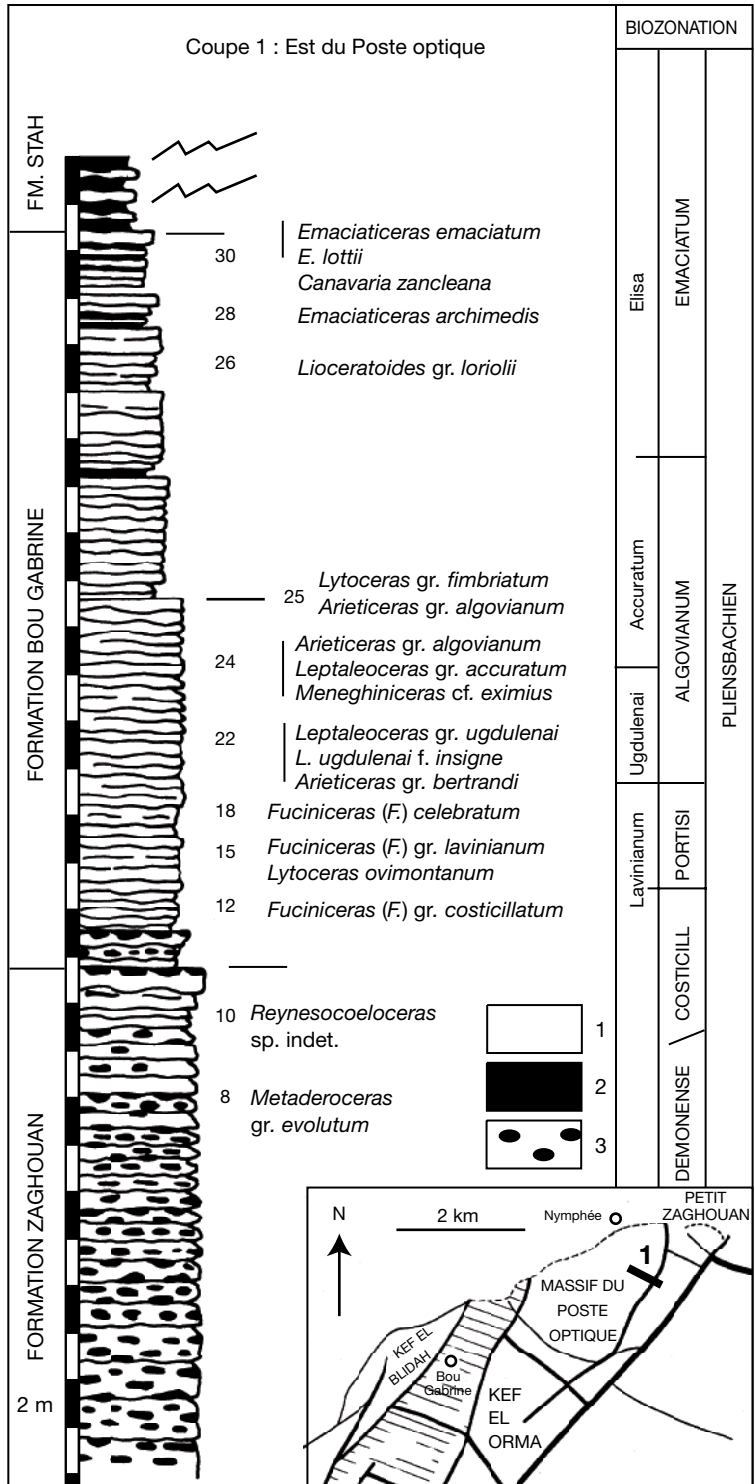 Coupe 1 : Est du Poste optique
BIOZONATION
FM. STAH
FORMATION BOU GABRINE
FORMATION ZAGHOUAN
2 m
30
Emaciaticeras emaciatum
E. lottii
Canavaria zancleana
28 Emaciaticeras archimedis
26 Lioceratoides gr. loriolii
25
Lytoceras gr. fimbriatum
Arieticeras gr. algovianum
24
Arieticeras gr. algovianum
Leptaleoceras gr. accuratum
Meneghiniceras cf. eximius
22
Leptaleoceras gr. ugdulenai
L. ugdulenai f. insigne
Arieticeras gr. bertrandi
18 Fuciniceras (F.) celebratum
15 Fuciniceras (F.) gr. lavinianum
Lytoceras ovimontanum
12 Fuciniceras (F.) gr. costicillatum
10 Reynesocoeloceras
sp. indet.
8 Metaderoceras
gr. evolutum
1
2
3
Elisa
Accuratum
Ugdulenai
Lavinianum
EMACIATUM
ALGOVIANUM
PORTISI
COSTICILL
DEMONENSE
PLIENSBACHIEN
N
2 km
Nymphée
PETIT
ZAGHOUAN
1
MASSIF DU
POSTE
OPTIQUE
KEF EL
BLIDAH
Bou
Gabrine
KEF
EL
ORMA